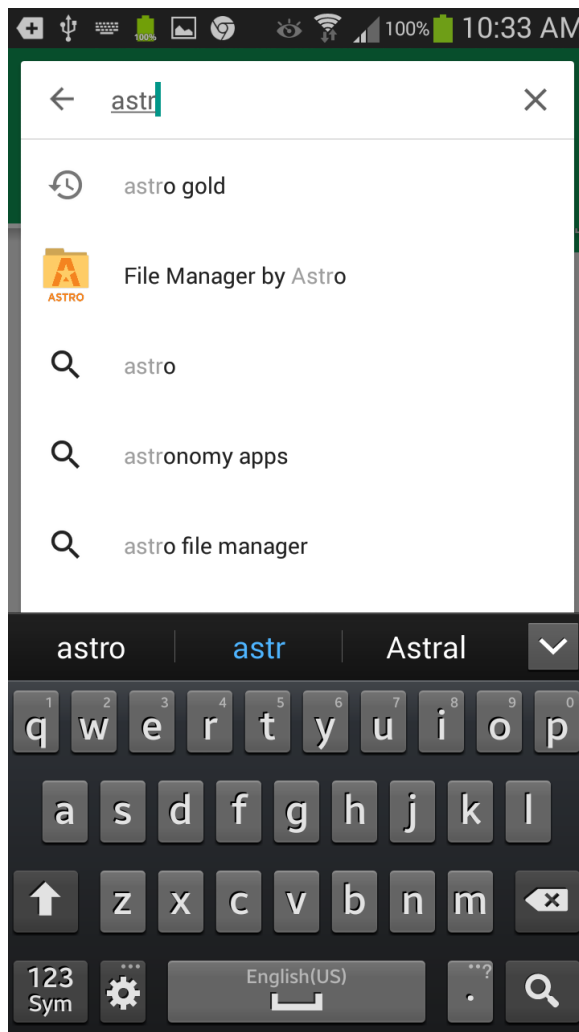 100%
100%
10:33 AM
astr
astro gold
ASTRO
File Manager by Astro
astro
astronomy apps
astro file manager
astro astr Astral
1 2 3 4 5 6 7 8 9 0
q w e r t y u i o p
a s d f g h j k l
z x c v b n m
123
Sym
English(US)
. ?